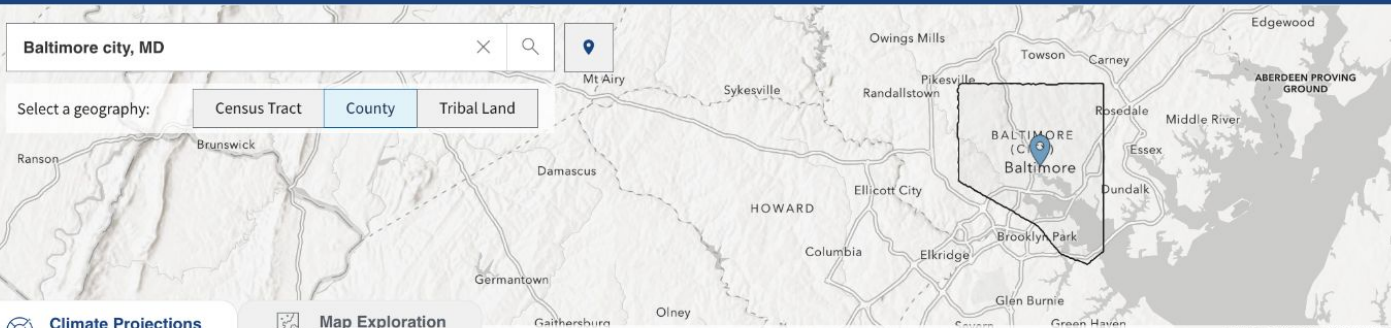 Baltimore city, MD
Select a geography:
Census Tract
County
Tribal Land
Edgewood
Owings Mills
Towson
Carney
Mt Airy
Pikesville
ABERDEEN PROVING
GROUND
Sykesville
Randallstown
Rosedale
Middle River
BALTIMORE
Brunswick
Essex
Ranson
Baltimore
Damascus
Ellicott City
Dundalk
HOWARD
Brooklyn Park
Columbia
Elkridge
Germantown
Glen Burnie
Olney
Climate Projections
Map Exploration
Gaithersburg
Severn
Green Haven